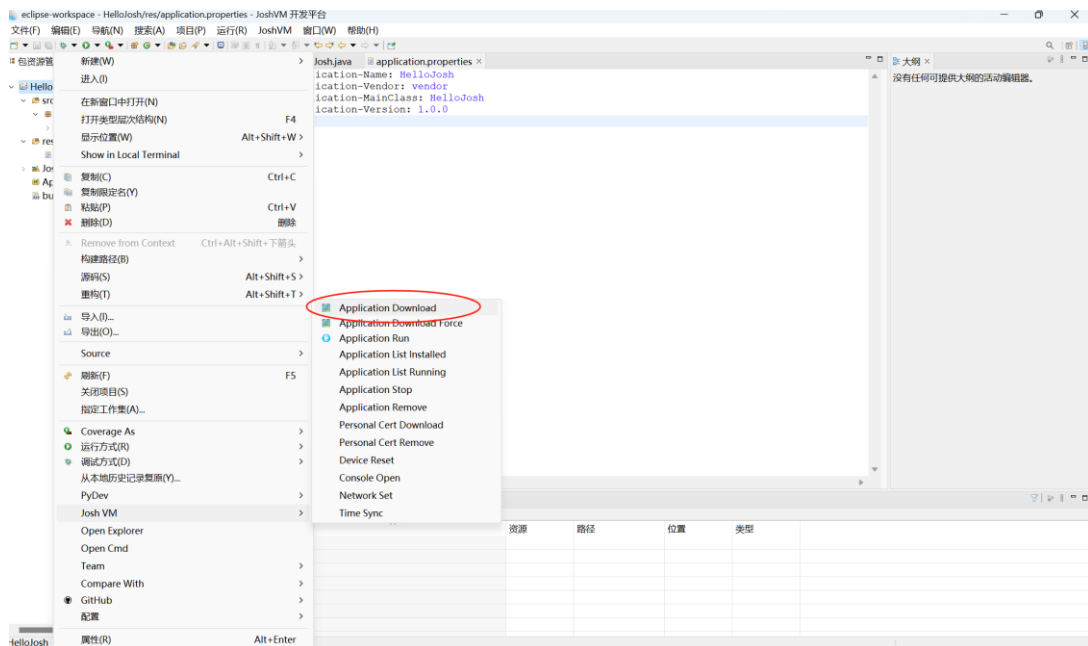 eclipse-workspace - HelloJosh/res/application.properties - JoshVM 开发平台
文件(F) 编辑(E) 导航(N) 搜索(A) 项目(P) 运行(R) JoshVM 窗口(W) 帮助(H)
包资源管
Josh.java application.properties ×
大纲 ×
没有任何可提供大纲的活动编辑器。
Hello
src
res
Jos
Ap
bu
ication-Name: HelloJosh
ication-Vendor: vendor
ication-MainClass: HelloJosh
ication-Version: 1.0.0
新建(W)
进入(I)
在新窗口中打开(N)
打开类型层次结构(N) F4
显示位置(W) Alt+Shift+W
Show in Local Terminal
复制(C) Ctrl+C
复制限定名(Y)
粘贴(P) Ctrl+V
删除(D) 删除
Remove from Context Ctrl+Alt+Shift+下箭头
构建路径(B)
源码(S) Alt+Shift+S
重构(T) Alt+Shift+T
导入(I)...
导出(O)...
Source
刷新(F) F5
关闭项目(S)
指定工作集(A)...
Coverage As
运行方式(R)
调试方式(D)
从本地历史记录复原(Y)...
PyDev
Josh VM
Open Explorer
Open Cmd
Team
Compare With
GitHub
配置
属性(R) Alt+Enter
Application Download
Application Download Force
Application Run
Application List Installed
Application List Running
Application Stop
Application Remove
Personal Cert Download
Personal Cert Remove
Device Reset
Console Open
Network Set
Time Sync
资源 路径 位置 类型
HelloJosh